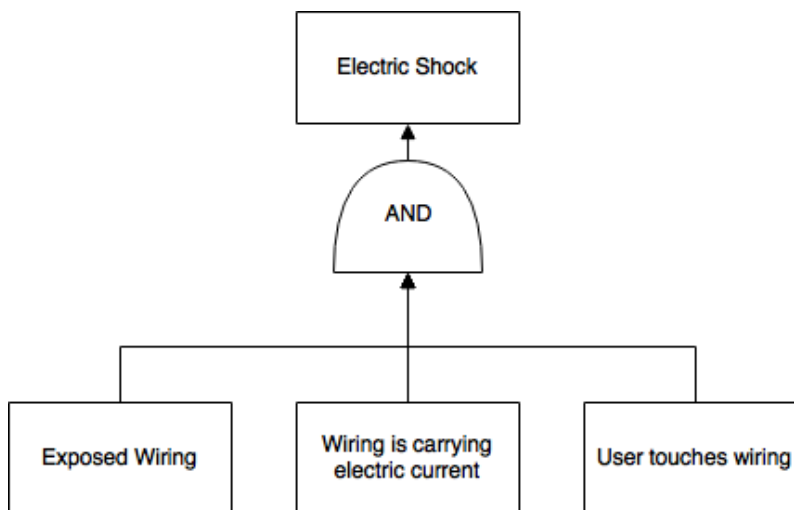 Electric Shock
AND
Exposed Wiring
Wiring is carrying
electric current
User touches wiring